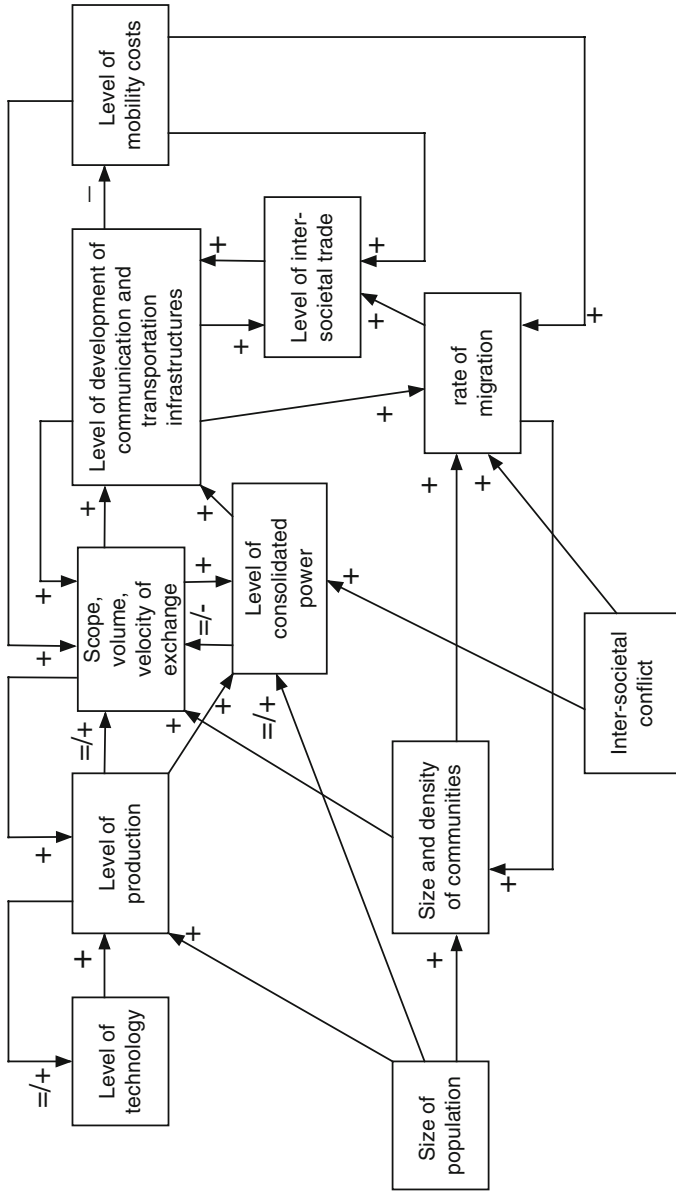 =/+
Level of
technology
+
Level of
production
+
+
=/+
Scope,
volume,
velocity of
exchange
+
+
+
=/-
+
+
=/+
Level of
consolidated
power
+
+
+
Level of development of
communication and
transportation
infrastructures
–
Level of
mobility costs
+
+
Level of inter-
societal trade
+
+
+
rate of
migration
+
+
+
Size of
population
+
Size and density
of communities
+
Inter-societal
conflict